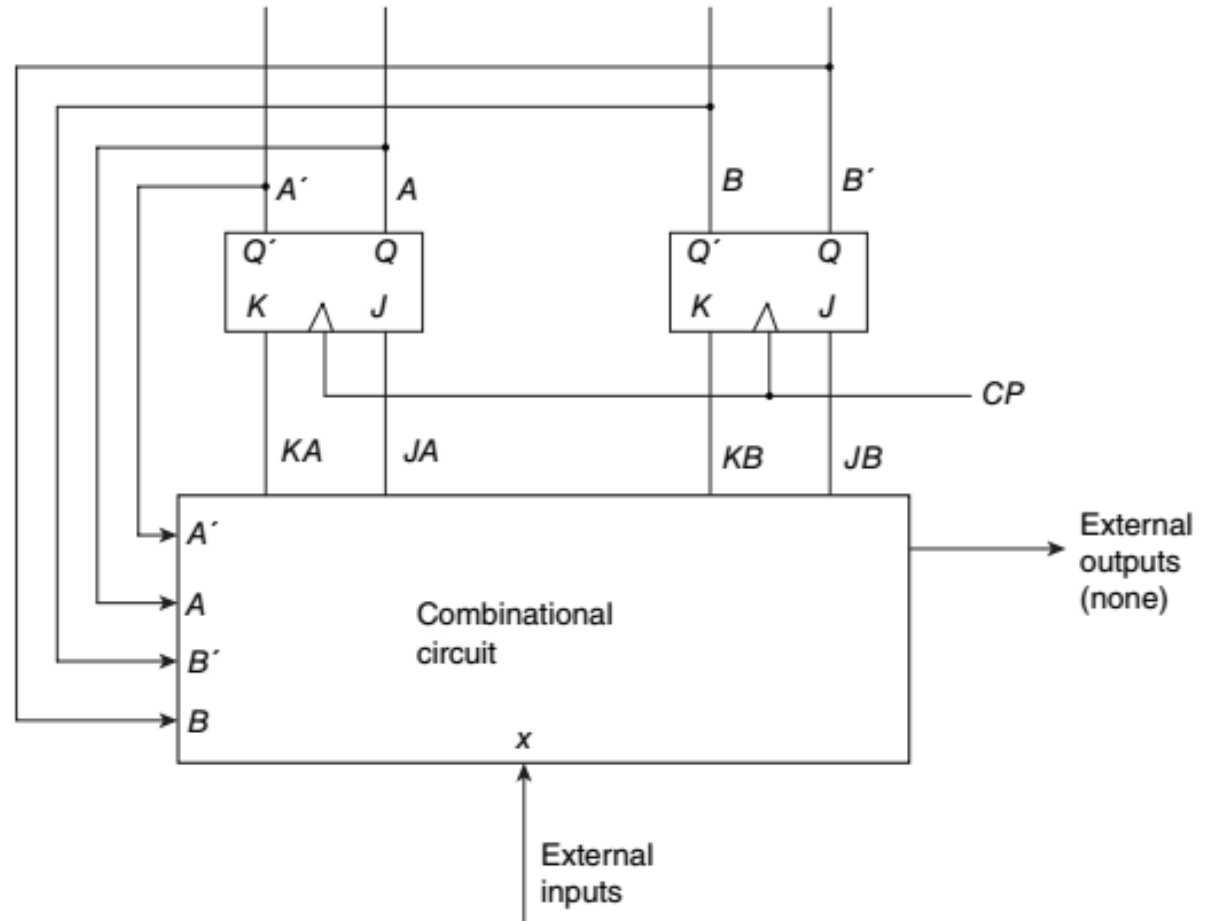 A´ A B B´
Q´ Q Q´ Q
K J K J
CP
KA JA KB JB
A´
A
B´
B
Combinational
circuit
x
External
outputs
(none)
External
inputs